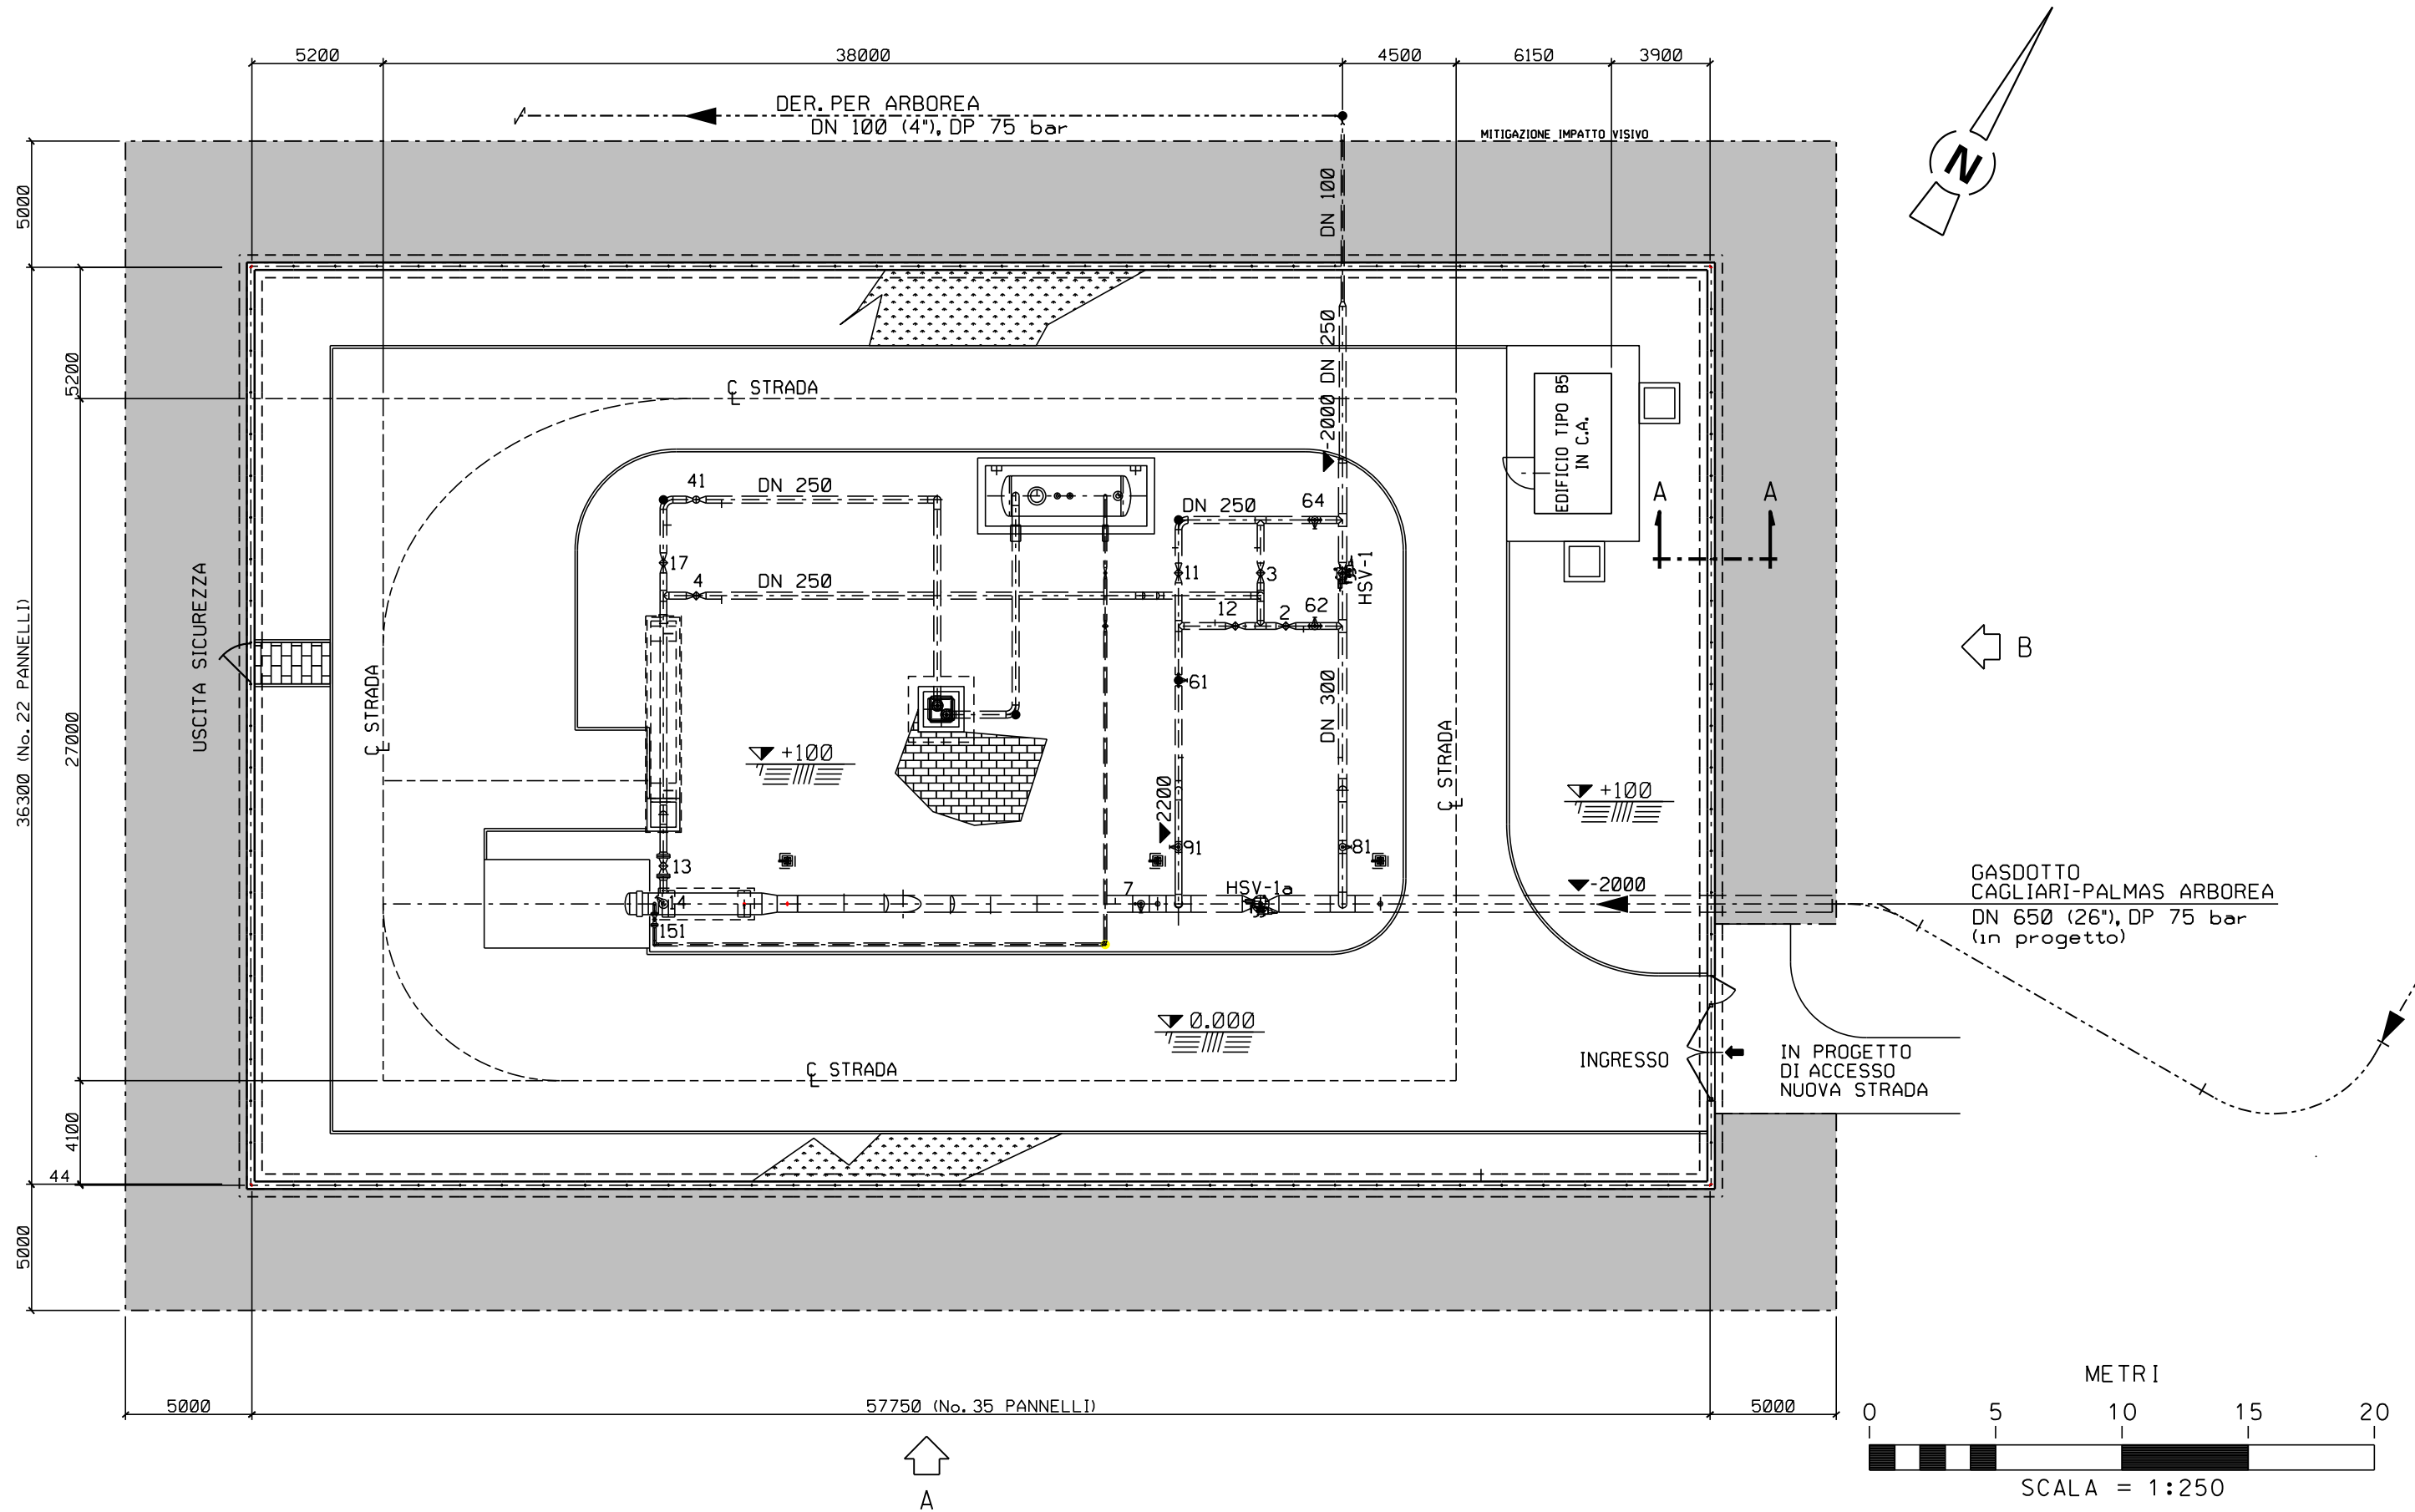 5200
38000
4500
6150
3900
DER. PER ARBOREA
DN 100 (4"), DP 75 bar
MITIGAZIONE IMPATTO VISIVO
N
5000
DN 100
5200
DN 250
-2000
C STRADA
L
EDIFICIO TIPO B5
IN C.A.
A
A
41
DN 250
DN 250
64
17
4
DN 250
11
3
HSV-1
12
2
62
USCITA SICUREZZA
36300 (No. 22 PANNELLI)
27000
C STRADA
L
61
DN 300
C STRADA
L
B
+100
-2200
+100
13
91
81
14
7
HSV-1a
-2000
151
GASDOTTO
CAGLIARI-PALMAS ARBOREA
DN 650 (26"), DP 75 bar
(in progetto)
0.000
C STRADA
L
INGRESSO
IN PROGETTO
DI ACCESSO
NUOVA STRADA
4100
44
5000
5000
57750 (No. 35 PANNELLI)
5000
A
METRI
0 5 10 15 20
SCALA = 1:250